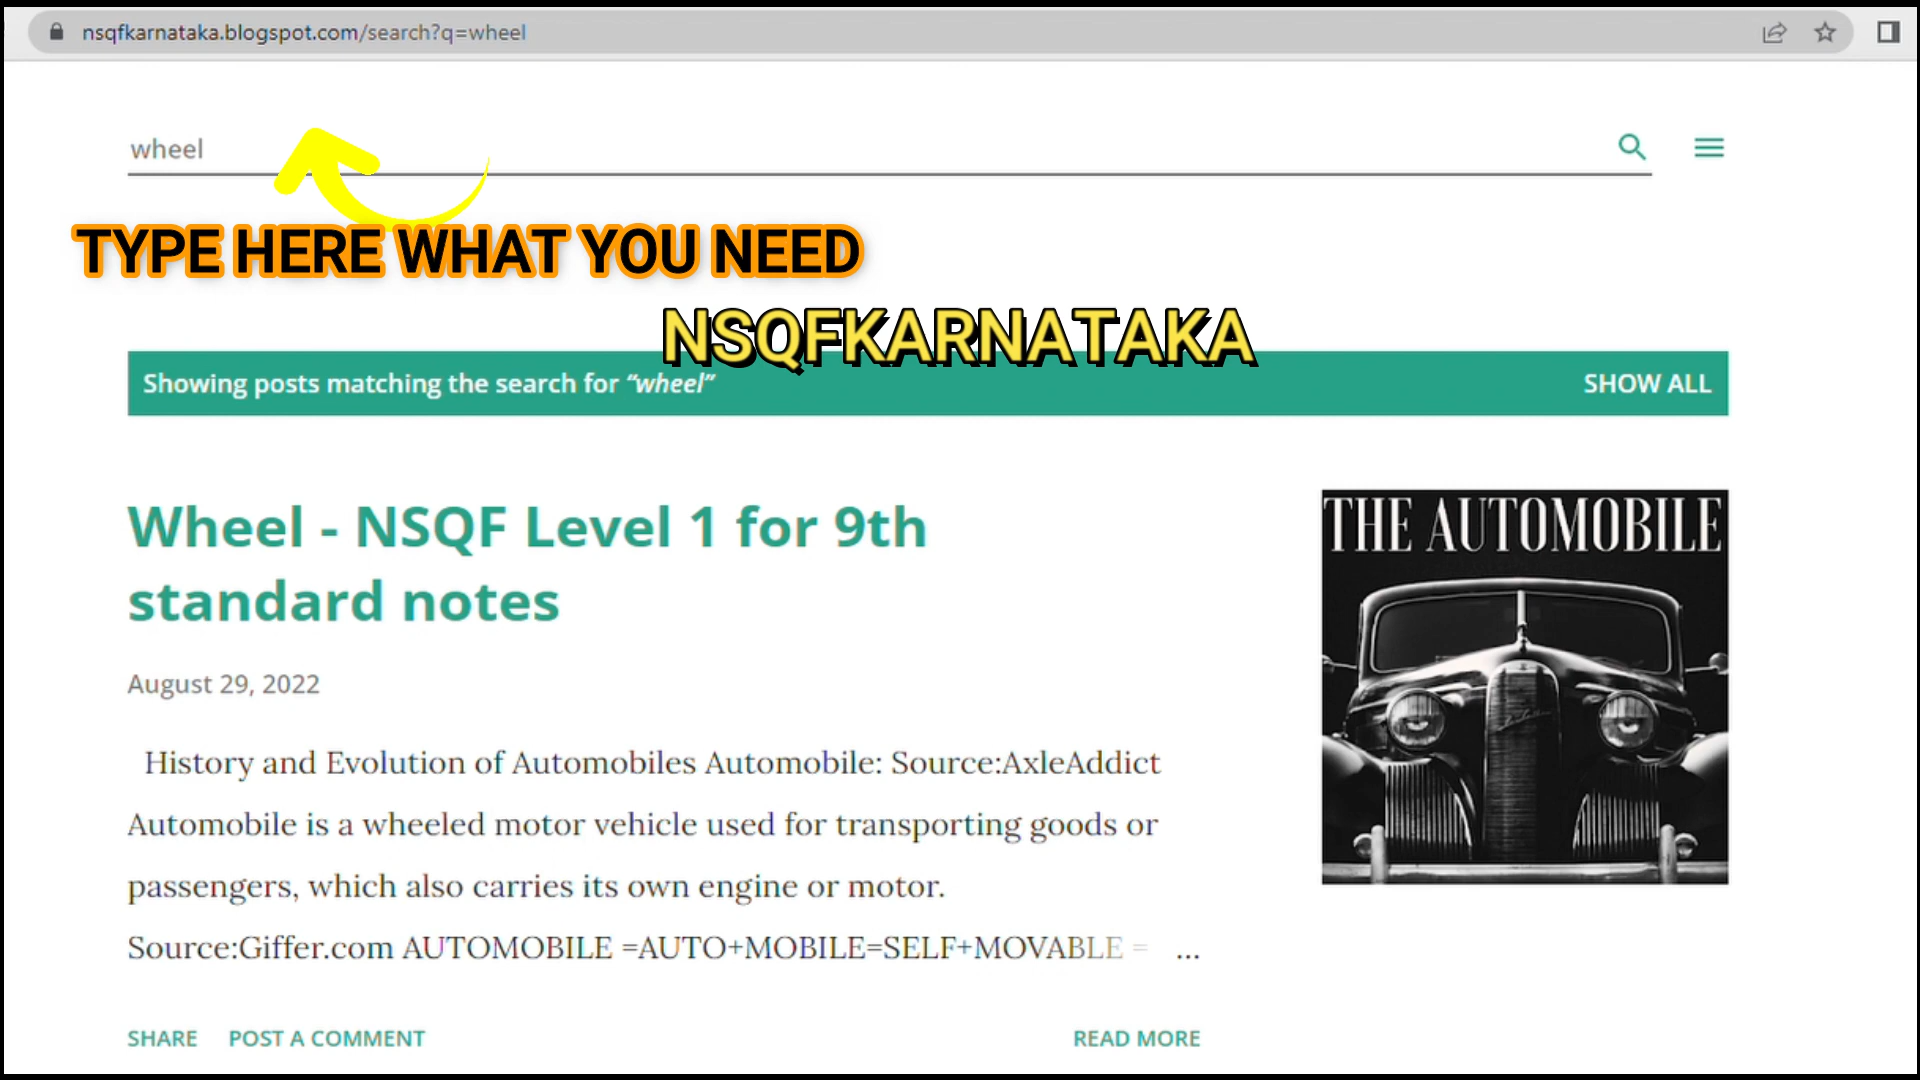 nsqfkarnataka.blogspot.com/search?q=wheel
wheel
TYPE HERE WHAT YOU NEED
NSQFKARNATAKA
Showing posts matching the search for “wheel”
SHOW ALL
Wheel - NSQF Level 1 for 9th
standard notes
August 29, 2022
History and Evolution of Automobiles Automobile: Source:AxleAddict
Automobile is a wheeled motor vehicle used for transporting goods or
passengers, which also carries its own engine or motor.
Source:Giffer.com AUTOMOBILE =AUTO+MOBILE=SELF+MOVABLE = ...
THE AUTOMOBILE
SHARE
POST A COMMENT
READ MORE